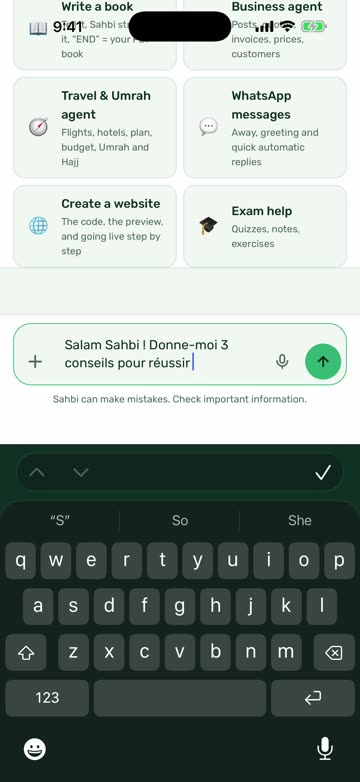 Write a book
9:41
Text, Sahbi
it, "END" = your
book
Business agent
invoices, prices,
customers
Travel & Umrah
agent
Flights, hotels, plan,
budget, Umrah and
Hajj
WhatsApp
messages
Away, greeting and
quick automatic
replies
Create a website
The code, the preview,
and going live step by
step
Exam help
Quizzes, notes,
exercises
Salam Sahbi ! Donne-moi 3
conseils pour réussir
Sahbi can make mistakes. Check important information.
"S" So She
q w e r t y u i o p
a s d f g h j k l
z x c v b n m
123